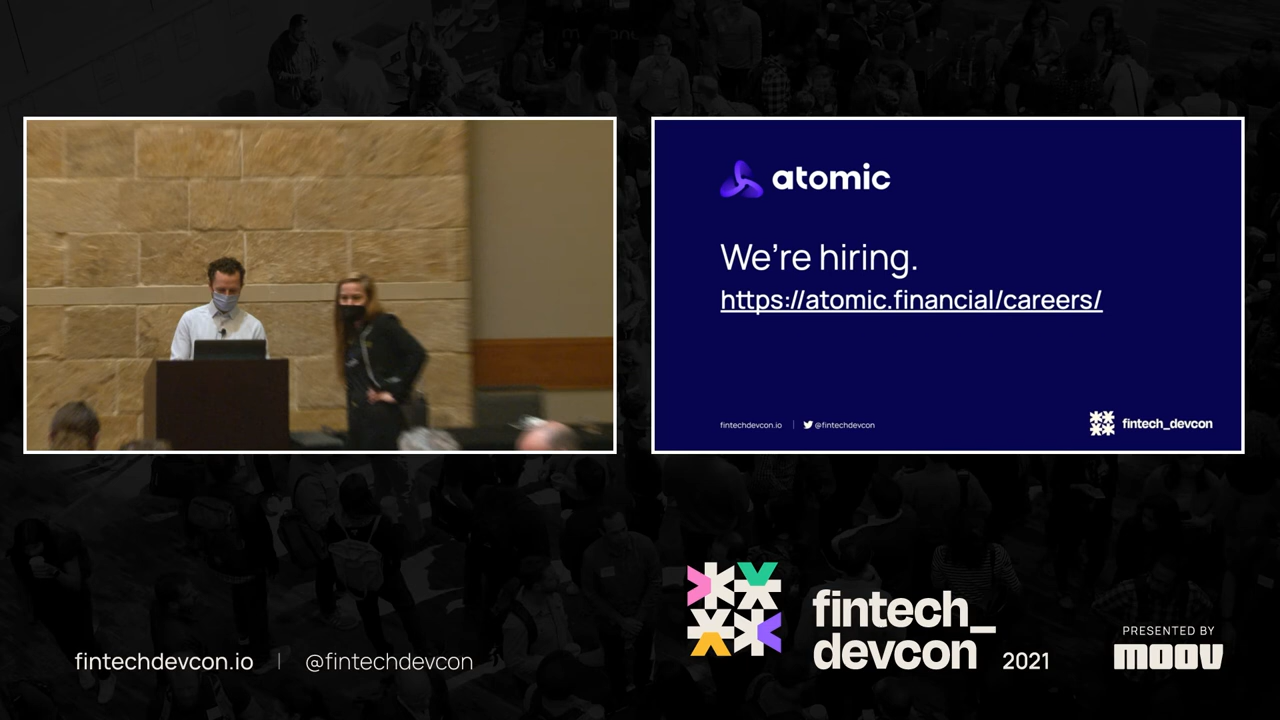 atomic
We're hiring.
https://atomic.financial/careers/
fintechdevcon.io | @fintechdevcon
fintech_devcon
fintech_
devcon 2021
PRESENTED BY
moov
fintechdevcon.io | @fintechdevcon